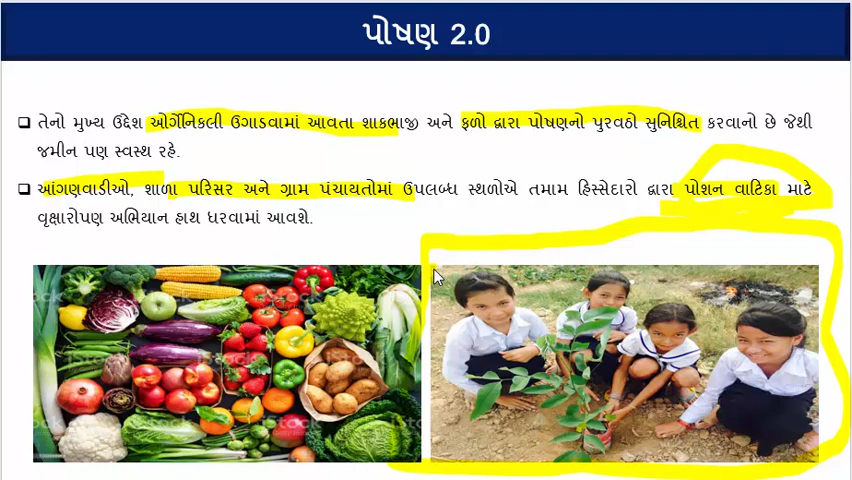 પોષણ 2.0
તેનો મુખ્ય ઉદ્દેશ ઓર્ગેનિકલી ઉગાડવામાં આવતા શાકભાજી અને ફળો દ્વારા પોષણનો પુરવઠો સુનિશ્ચિત કરવાનો છે જેથી
જમીન પણ સ્વસ્થ રહે.
આંગણવાડીઓ, શાળા પરિસર અને ગ્રામ પંચાયતોમાં ઉપલબ્ધ સ્થળોએ તમામ હિસ્સેદારો દ્વારા પોશન વાટિકા માટે
વૃક્ષારોપણ અભિયાન હાથ ધરવામાં આવશે.